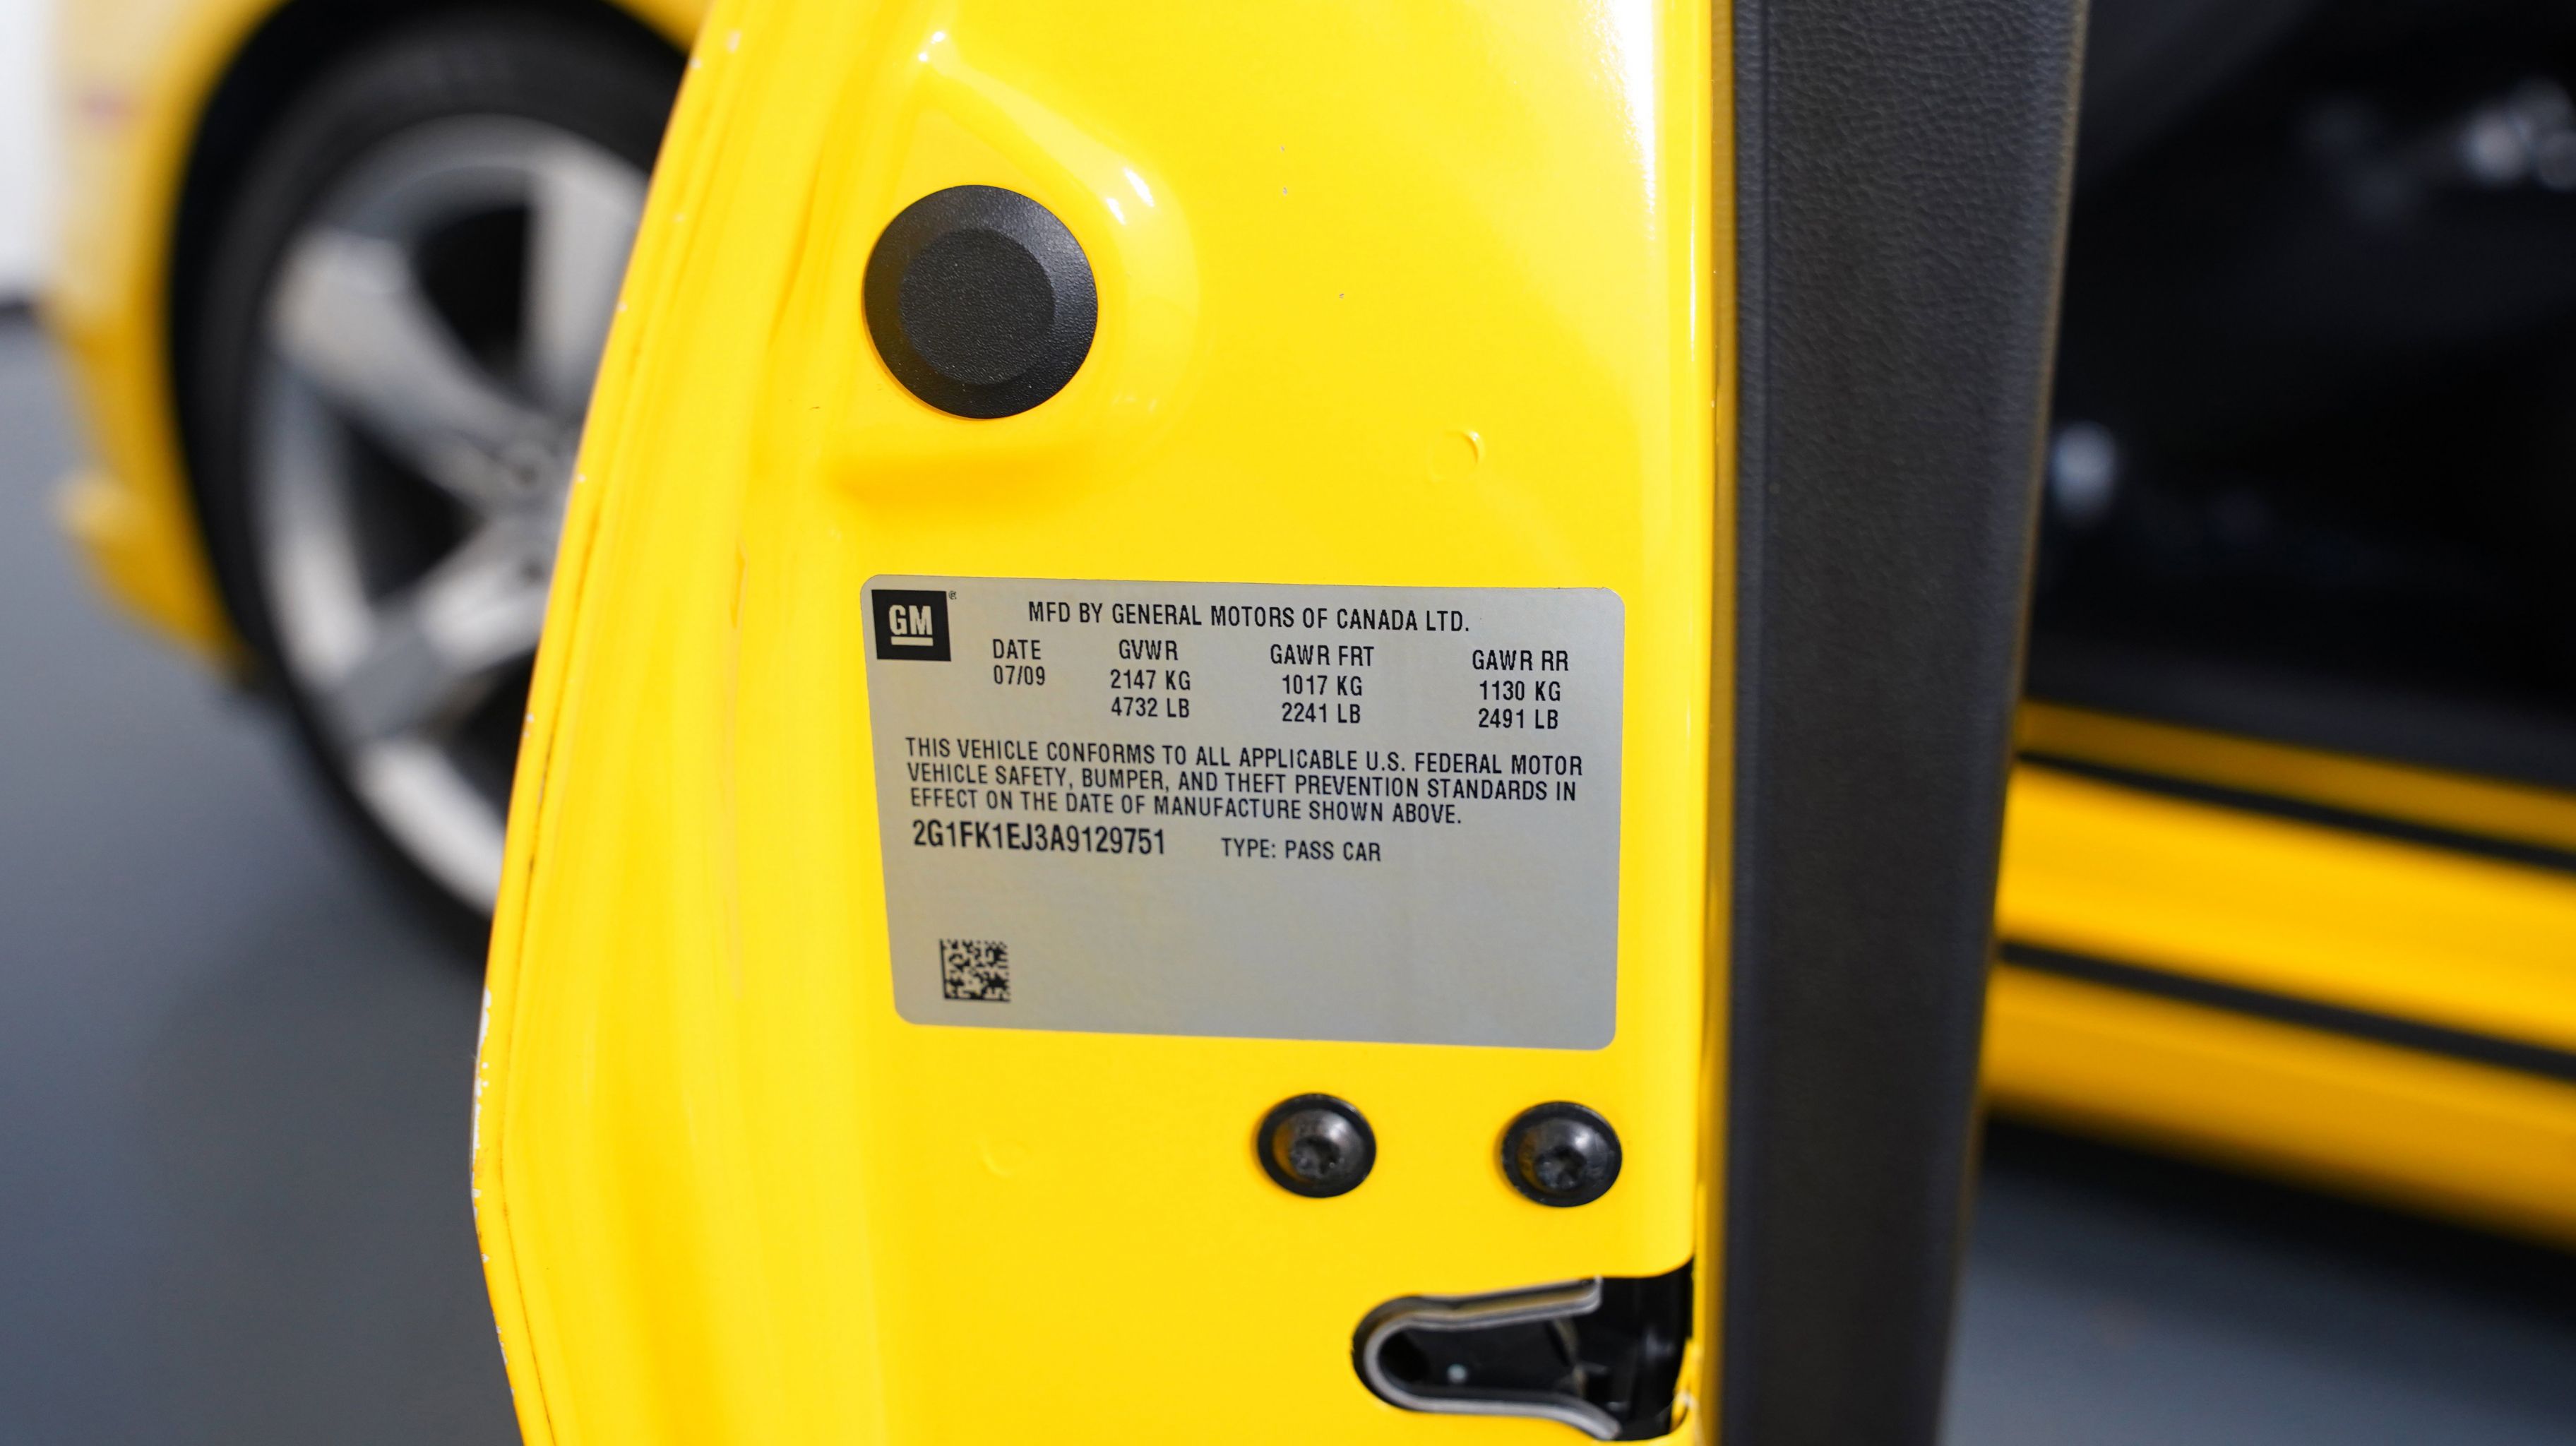 GM ® MFD BY GENERAL MOTORS OF CANADA LTD.
DATE GVWR GAWR FRT GAWR RR
07/09 2147 KG 1017 KG 1130 KG
4732 LB 2241 LB 2491 LB
THIS VEHICLE CONFORMS TO ALL APPLICABLE U.S. FEDERAL MOTOR
VEHICLE SAFETY, BUMPER, AND THEFT PREVENTION STANDARDS IN
EFFECT ON THE DATE OF MANUFACTURE SHOWN ABOVE.
2G1FK1EJ3A9129751 TYPE: PASS CAR